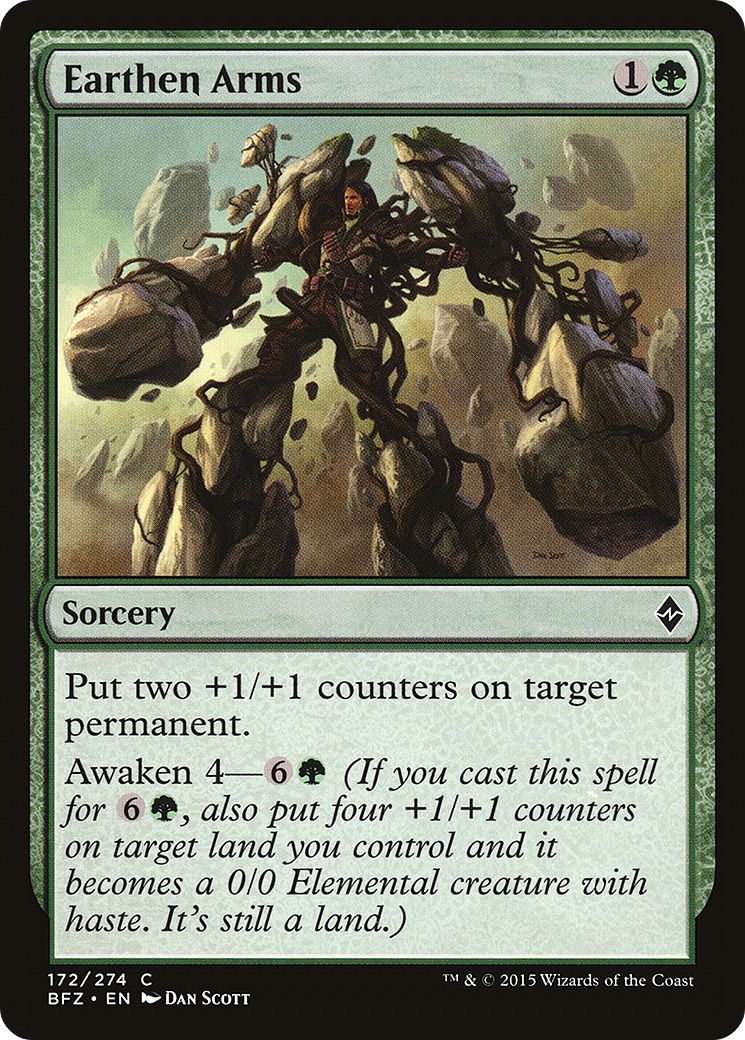 Earthen Arms 1
DAN SCOTT
Sorcery
Put two +1/+1 counters on target
permanent.
Awaken 4—6 (If you cast this spell
for 6, also put four +1/+1 counters
on target land you control and it
becomes a 0/0 Elemental creature with
haste. It's still a land.)
172/274 C
BFZ • EN DAN SCOTT
™ & © 2015 Wizards of the Coast